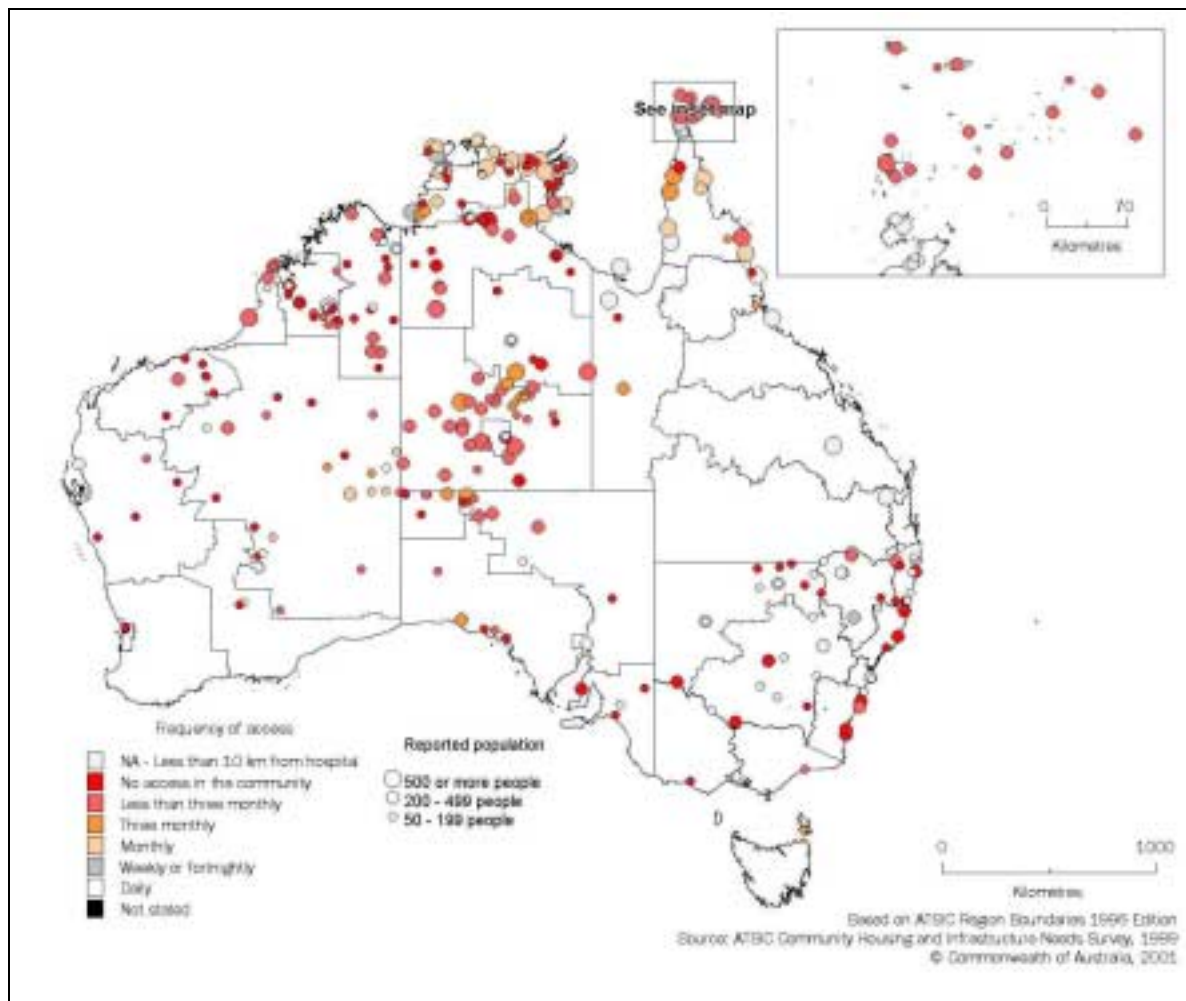 See inset map
0 70
Kilometres
Frequency of access
NA - Less than 10 km from hospital
No access in the community
Less than three monthly
Three monthly
Monthly
Weekly or fortnightly
Daily
Not stated
Reported population
500 or more people
200 - 499 people
50 - 199 people
0 1000
Kilometres
Based on ATSIC Region Boundaries 1996 Edition
Source: ATSIC Community Housing and Infrastructure Needs Survey, 1999
© Commonwealth of Australia, 2001